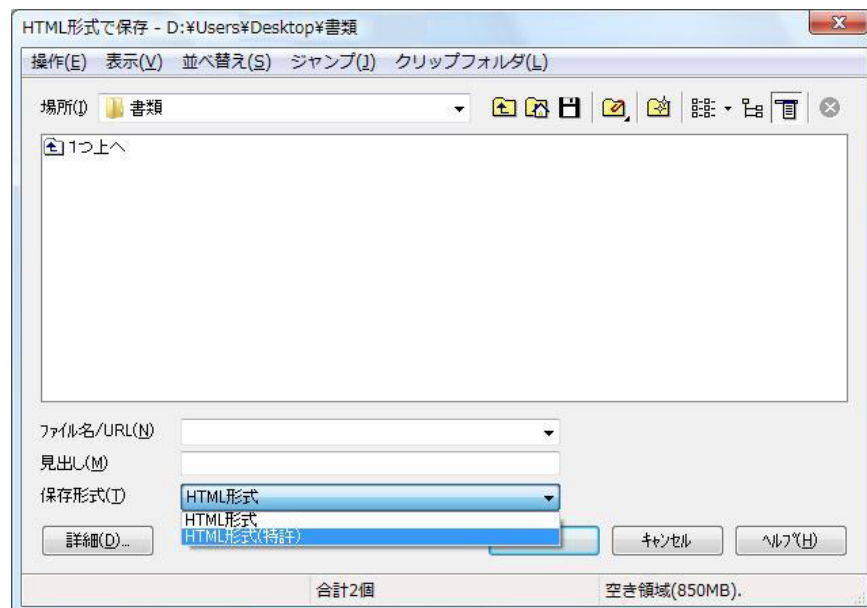 HTML形式で保存 - D:¥Users¥Desktop¥書類
操作(E) 表示(V) 並べ替え(S) ジャンプ(J) クリップフォルダ(L)
場所(I) 書類
1つ上へ
ファイル名/URL(N)
見出し(M)
保存形式(T) HTML形式
HTML形式
HTML形式(特許)
詳細(D)... キャンセル ヘルプ(H)
合計2個 空き領域(850MB).